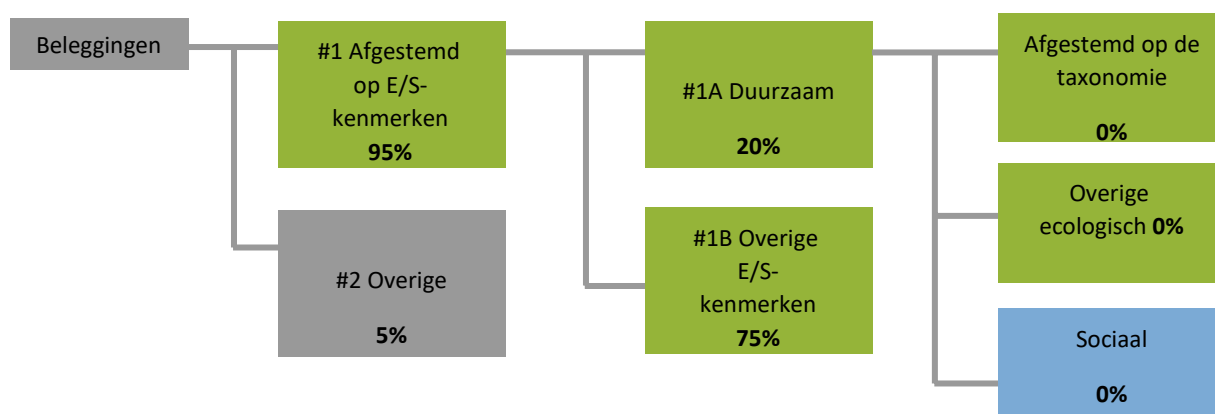 Beleggingen
#1 Afgestemd
op E/S-
kenmerken
95%
#2 Overige
5%
#1A Duurzaam
20%
#1B Overige
E/S-
kenmerken
75%
Afgestemd op de
taxonomie
0%
Overige
ecologisch 0%
Sociaal
0%